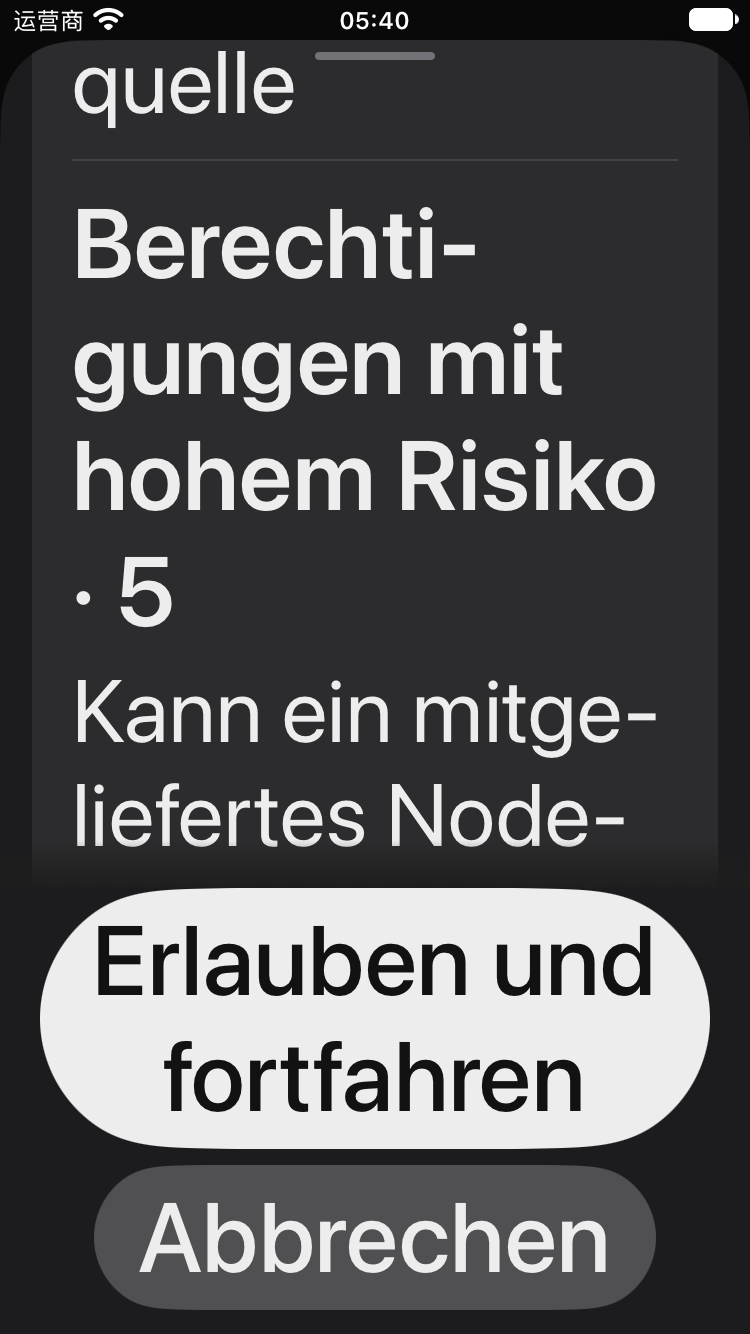 运营商
05:40
quelle
Berechti-
gungen mit
hohem Risiko
· 5
Kann ein mitge-
liefertes Node-
Erlauben und
fortfahren
Abbrechen